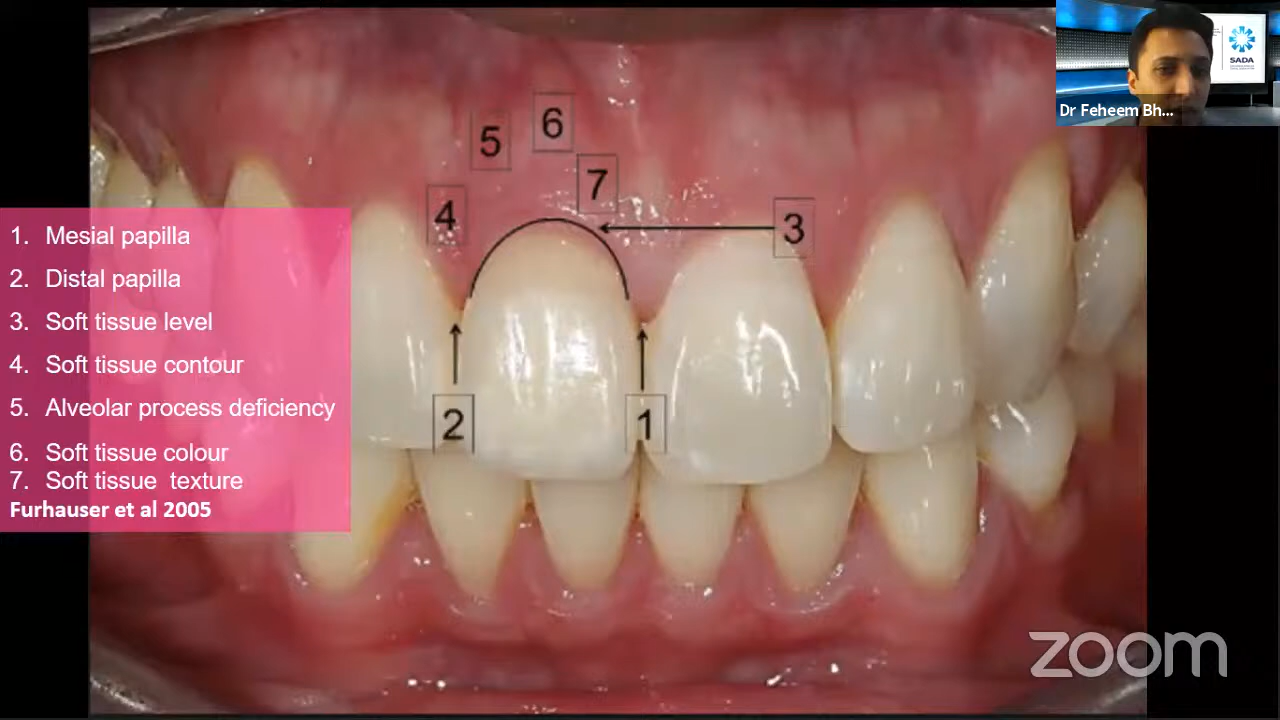 SADA
Dr Feheem Bh...
6
5
7
4
3
2
1
1. Mesial papilla
2. Distal papilla
3. Soft tissue level
4. Soft tissue contour
5. Alveolar process deficiency
6. Soft tissue colour
7. Soft tissue texture
Furhauser et al 2005
zoom